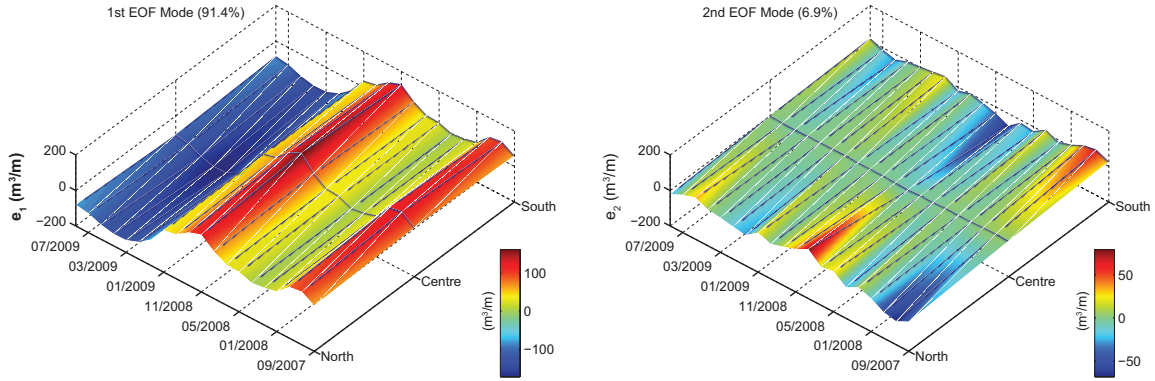 1st EOF Mode (91.4%)
200
0
−200
e1 (m³/m)
07/2009
03/2009
01/2009
11/2008
05/2008
01/2008
09/2007
North
Centre
South
100
0
−100
(m³/m)
2nd EOF Mode (6.9%)
200
0
−200
e2 (m³/m)
07/2009
03/2009
01/2009
11/2008
05/2008
01/2008
09/2007
North
Centre
South
50
0
−50
(m³/m)